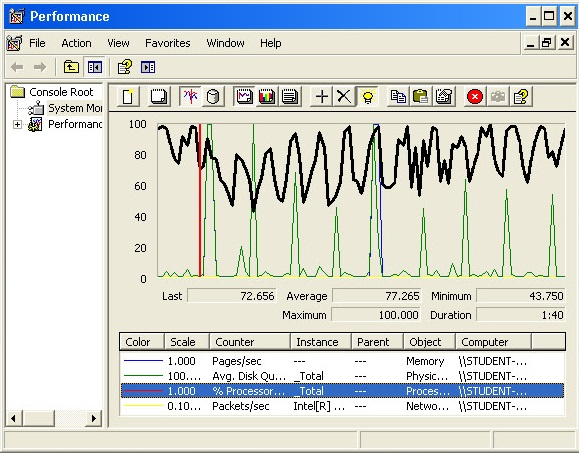 Performance
File Action View Favorites Window Help
Console Root
System Mor
Performanc
100
80
60
40
20
0
Last 72.656 Average 77.265 Minimum 43.750
Maximum 100.000 Duration 1:40
Color Scale Counter Instance Parent Object Computer
1.000 Pages/sec --- --- Memory \\STUDENT-...
100.... Avg. Disk Qu... _Total --- Physic... \\STUDENT-...
1.000 % Processor... _Total --- Proces... \\STUDENT-...
0.10... Packets/sec Intel[R] ... --- Netwo... \\STUDENT-...